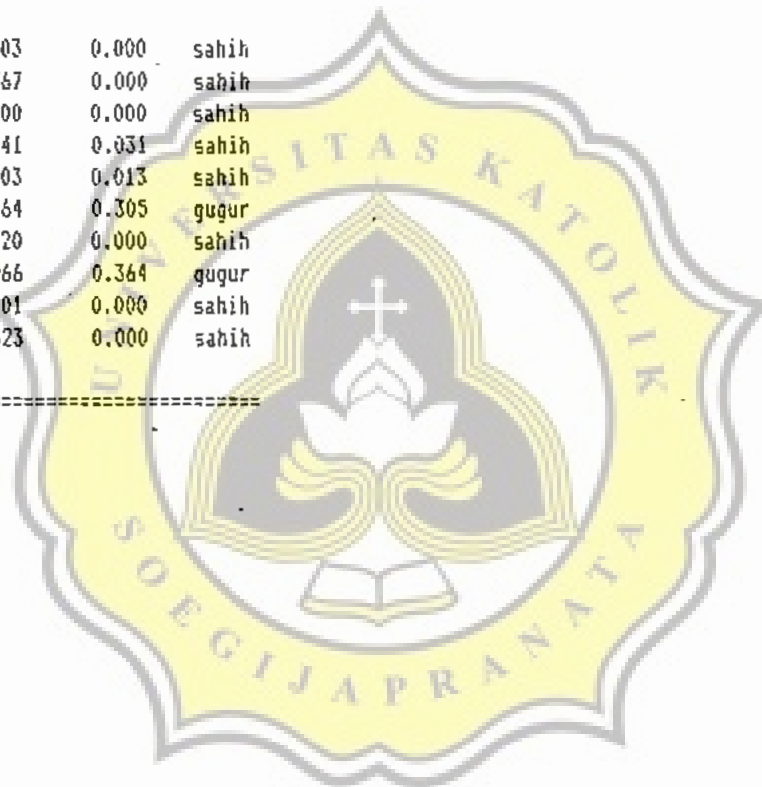 03 0.000 sahih
67 0.000 sahih
00 0.000 sahih
41 0.031 sahih
03 0.013 sahih
64 0.305 gugur
20 0.000 sahih
66 0.364 gugur
01 0.000 sahih
23 0.000 sahih
==========================
UNIVERSITAS KATOLIK
SOEGIJAPRANATA